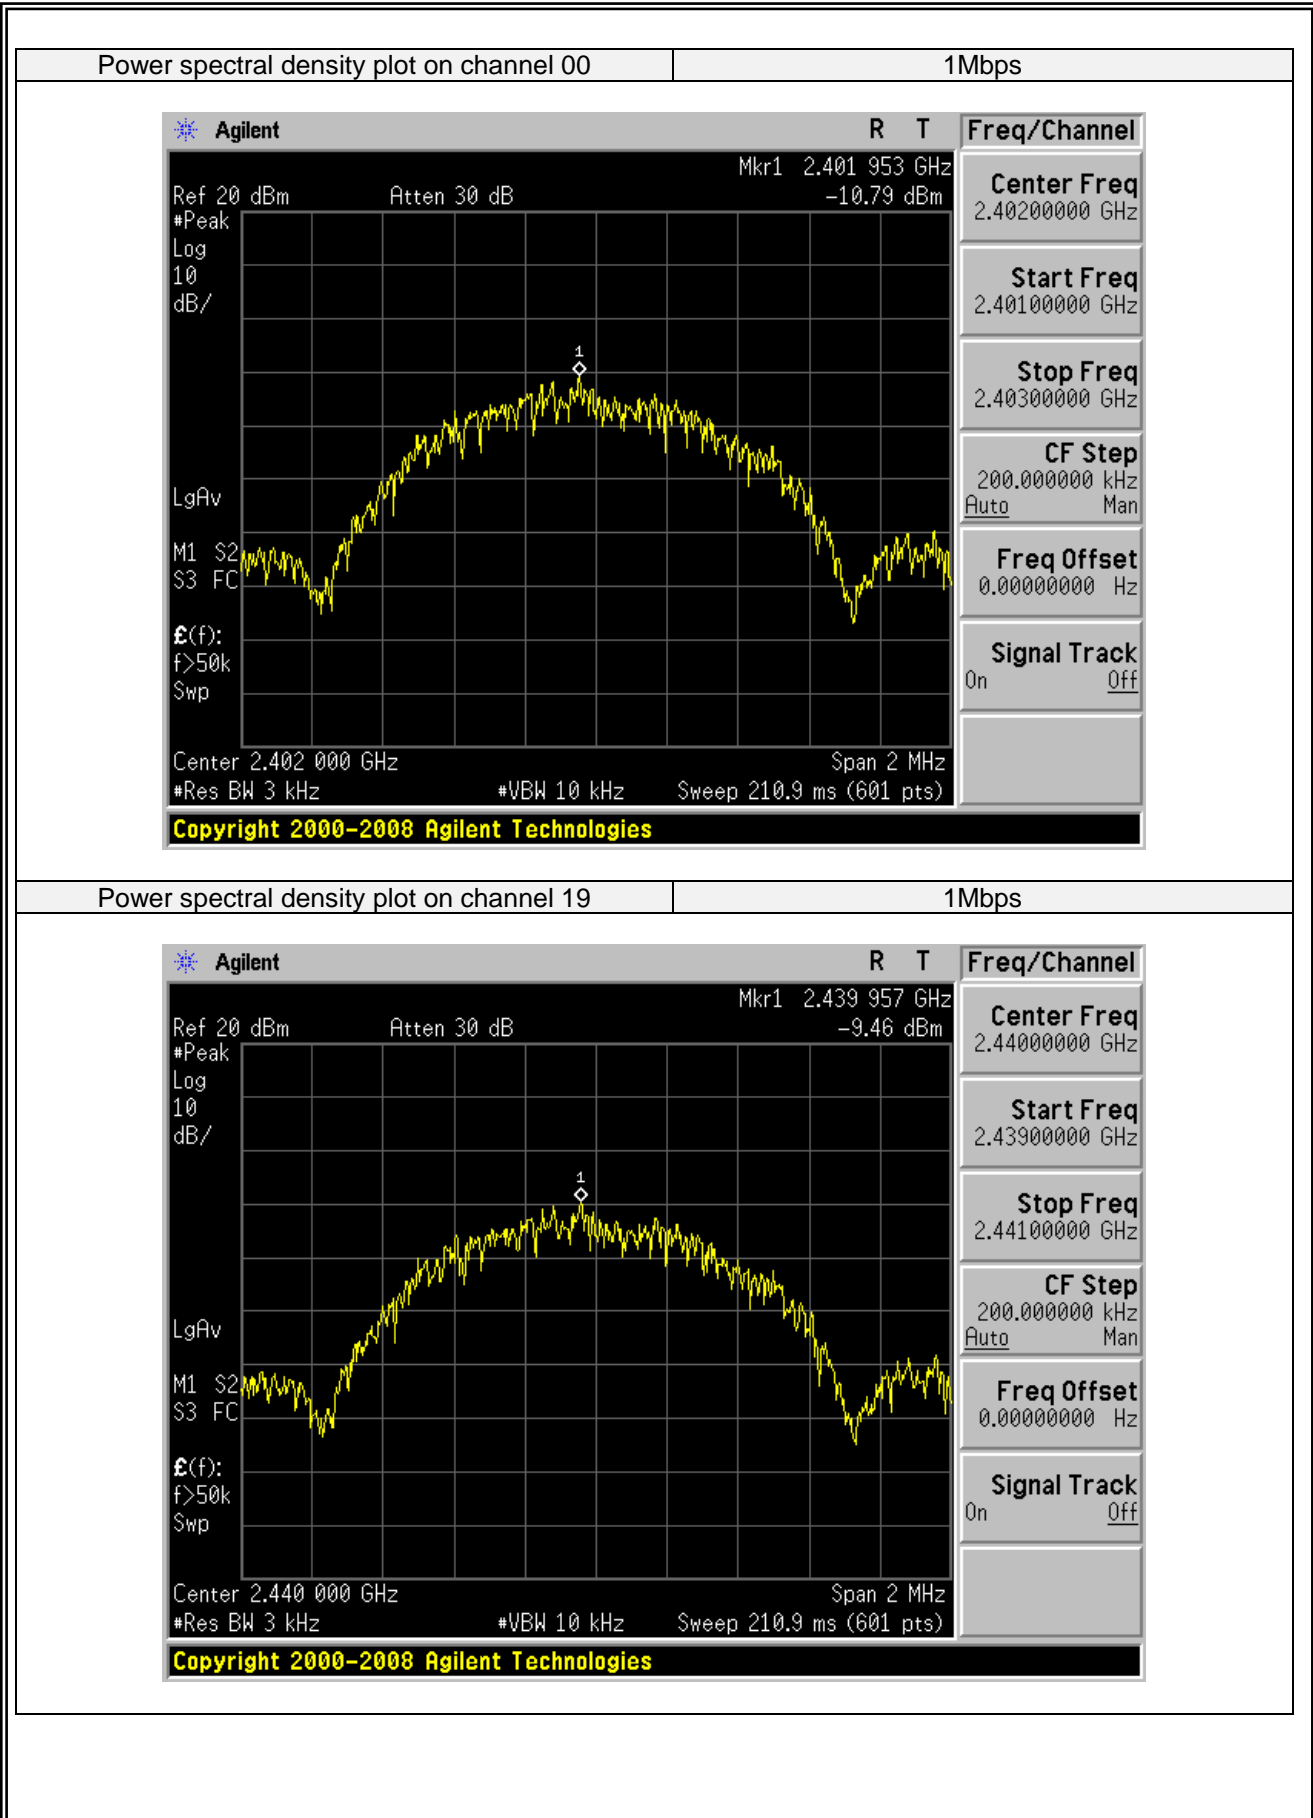 Power spectral density plot on channel 00 1Mbps
Agilent R T Freq/Channel
Mkr1 2.401 953 GHz
Ref 20 dBm Atten 30 dB -10.79 dBm
#Peak
Log
10
dB/
1
LgAv
M1 S2
S3 FC
£(f):
f>50k
Swp
Center 2.402 000 GHz Span 2 MHz
#Res BW 3 kHz #VBW 10 kHz Sweep 210.9 ms (601 pts)
Center Freq
2.40200000 GHz
Start Freq
2.40100000 GHz
Stop Freq
2.40300000 GHz
CF Step
200.000000 kHz
Auto Man
Freq Offset
0.00000000 Hz
Signal Track
On Off
Copyright 2000-2008 Agilent Technologies
Power spectral density plot on channel 19 1Mbps
Agilent R T Freq/Channel
Mkr1 2.439 957 GHz
Ref 20 dBm Atten 30 dB -9.46 dBm
#Peak
Log
10
dB/
1
LgAv
M1 S2
S3 FC
£(f):
f>50k
Swp
Center 2.440 000 GHz Span 2 MHz
#Res BW 3 kHz #VBW 10 kHz Sweep 210.9 ms (601 pts)
Center Freq
2.44000000 GHz
Start Freq
2.43900000 GHz
Stop Freq
2.44100000 GHz
CF Step
200.000000 kHz
Auto Man
Freq Offset
0.00000000 Hz
Signal Track
On Off
Copyright 2000-2008 Agilent Technologies